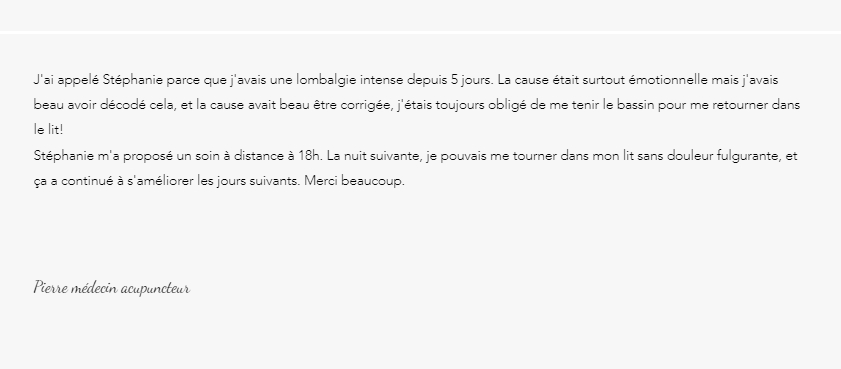 J'ai appelé Stéphanie parce que j'avais une lombalgie intense depuis 5 jours. La cause était surtout émotionnelle mais j'avais
beau avoir décodé cela, et la cause avait beau être corrigée, j'étais toujours obligé de me tenir le bassin pour me retourner dans
le lit!
Stéphanie m'a proposé un soin à distance à 18h. La nuit suivante, je pouvais me tourner dans mon lit sans douleur fulgurante, et
ça a continué à s'améliorer les jours suivants. Merci beaucoup.
Pierre médecin acupuncteur